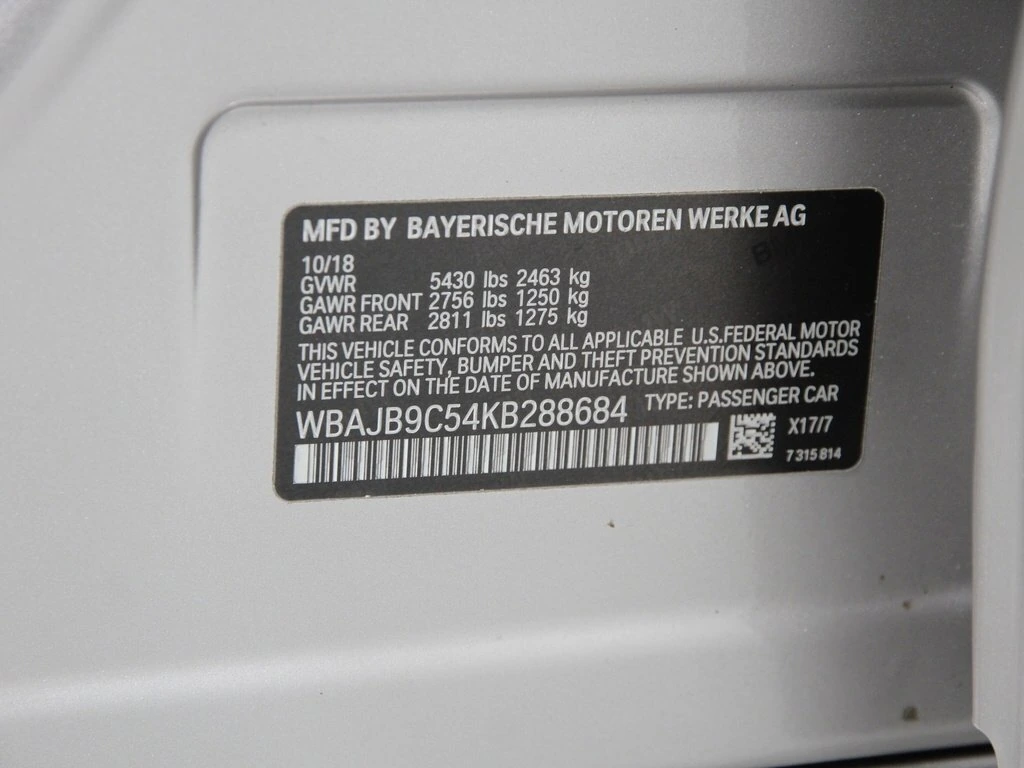 MFD BY BAYERISCHE MOTOREN WERKE AG
10/18
GVWR 5430 lbs 2463 kg
GAWR FRONT 2756 lbs 1250 kg
GAWR REAR 2811 lbs 1275 kg
THIS VEHICLE CONFORMS TO ALL APPLICABLE U.S.FEDERAL MOTOR
VEHICLE SAFETY, BUMPER AND THEFT PREVENTION STANDARDS
IN EFFECT ON THE DATE OF MANUFACTURE SHOWN ABOVE.
WBAJB9C54KB288684 TYPE: PASSENGER CAR
X17/7
7 315 814